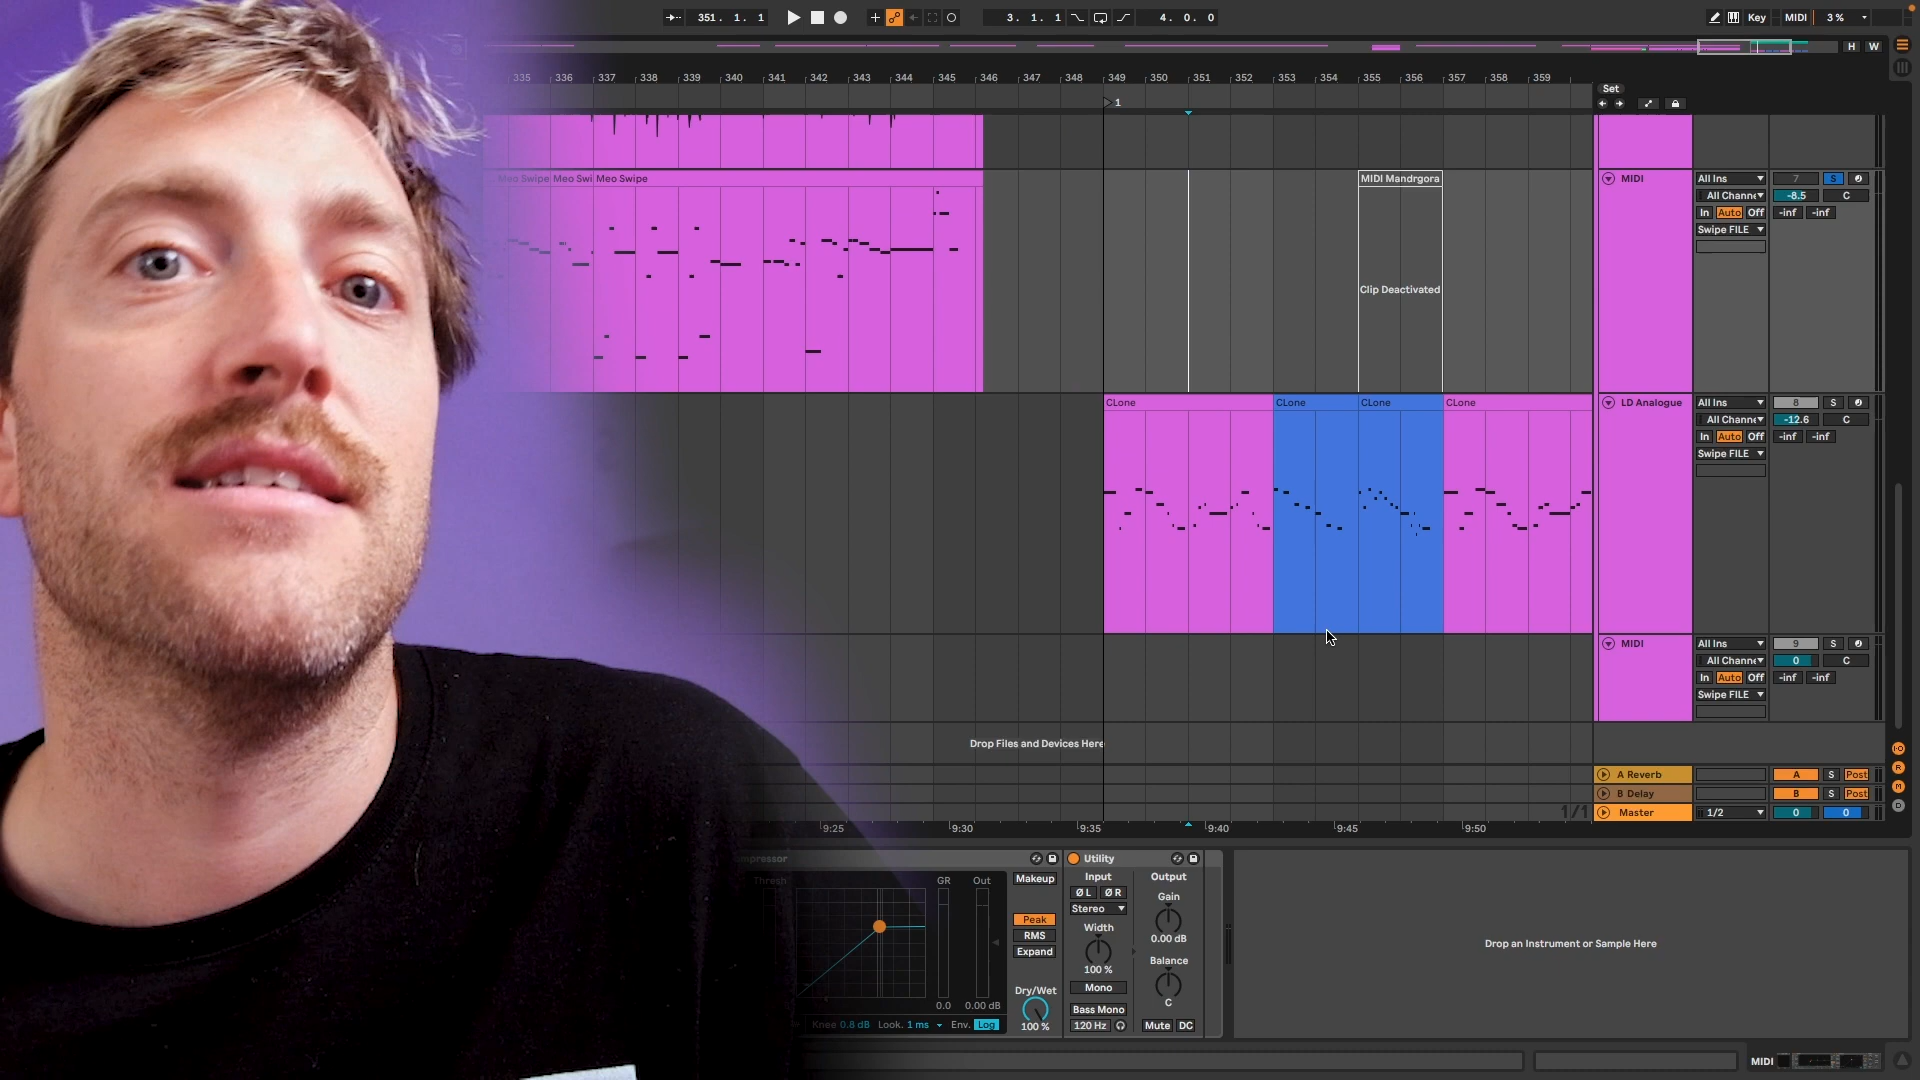 351. 1. 1
3. 1. 1
4. 0. 0
Key
MIDI
3 %
H W
335 336 337 338 339 340 341 342 343 344 345 346 347 348 349 350 351 352 353 354 355 356 357 358 359
Set
1
Meo Swipe Meo Swi Meo Swipe
MIDI Mandrgora
Clip Deactivated
MIDI
All Ins
7 S
All Channe
-8.5 C
In Auto Off
-inf -inf
Swipe FILE
CLone CLone CLone CLone
LD Analogue
All Ins
8 S
All Channe
-12.6 C
In Auto Off
-inf -inf
Swipe FILE
MIDI
All Ins
9 S
All Channe
0 C
In Auto Off
-inf -inf
Swipe FILE
Drop Files and Devices Here
A Reverb
A S Post
B Delay
B S Post
1/1
Master
1/2
0 0
9:25 9:30 9:35 9:40 9:45 9:50
I·O
R
M
D
mpressor
Thresh
GR Out
Makeup
Peak
RMS
Expand
Dry/Wet
100 %
0.0 0.00 dB
Knee 0.8 dB Look. 1 ms Env. Log
Utility
Input Output
Ø L Ø R
Stereo
Gain
0.00 dB
Width
100 %
Balance
C
Mono
Bass Mono
120 Hz
Mute DC
Drop an Instrument or Sample Here
MIDI